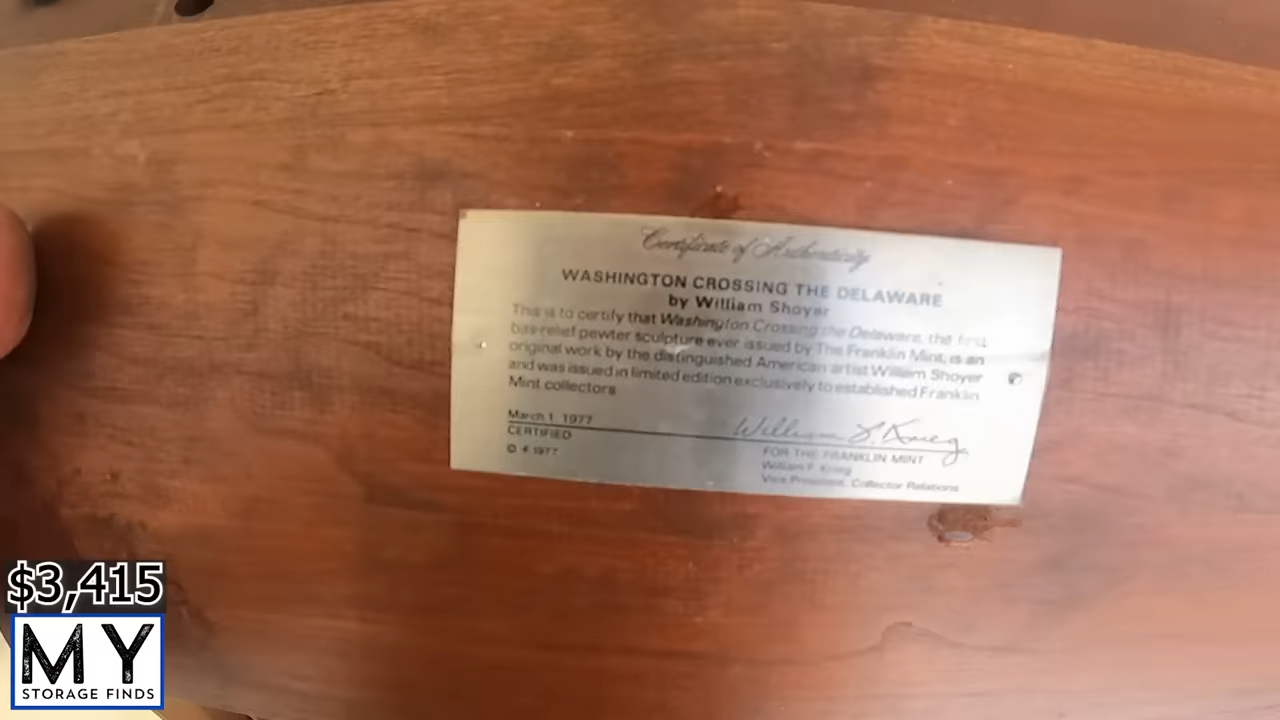 Certificate of Authenticity
WASHINGTON CROSSING THE DELAWARE
by William Shoyer
This is to certify that Washington Crossing the Delaware, the first
bas-relief pewter sculpture ever issued by The Franklin Mint, is an
original work by the distinguished American artist William Shoyer
and was issued in limited edition exclusively to established Franklin
Mint collectors
March 1, 1977
CERTIFIED
William F. Krieg
FOR THE FRANKLIN MINT
William F. Krieg
Vice President, Collector Relations
1977
$3,415
MY
STORAGE FINDS